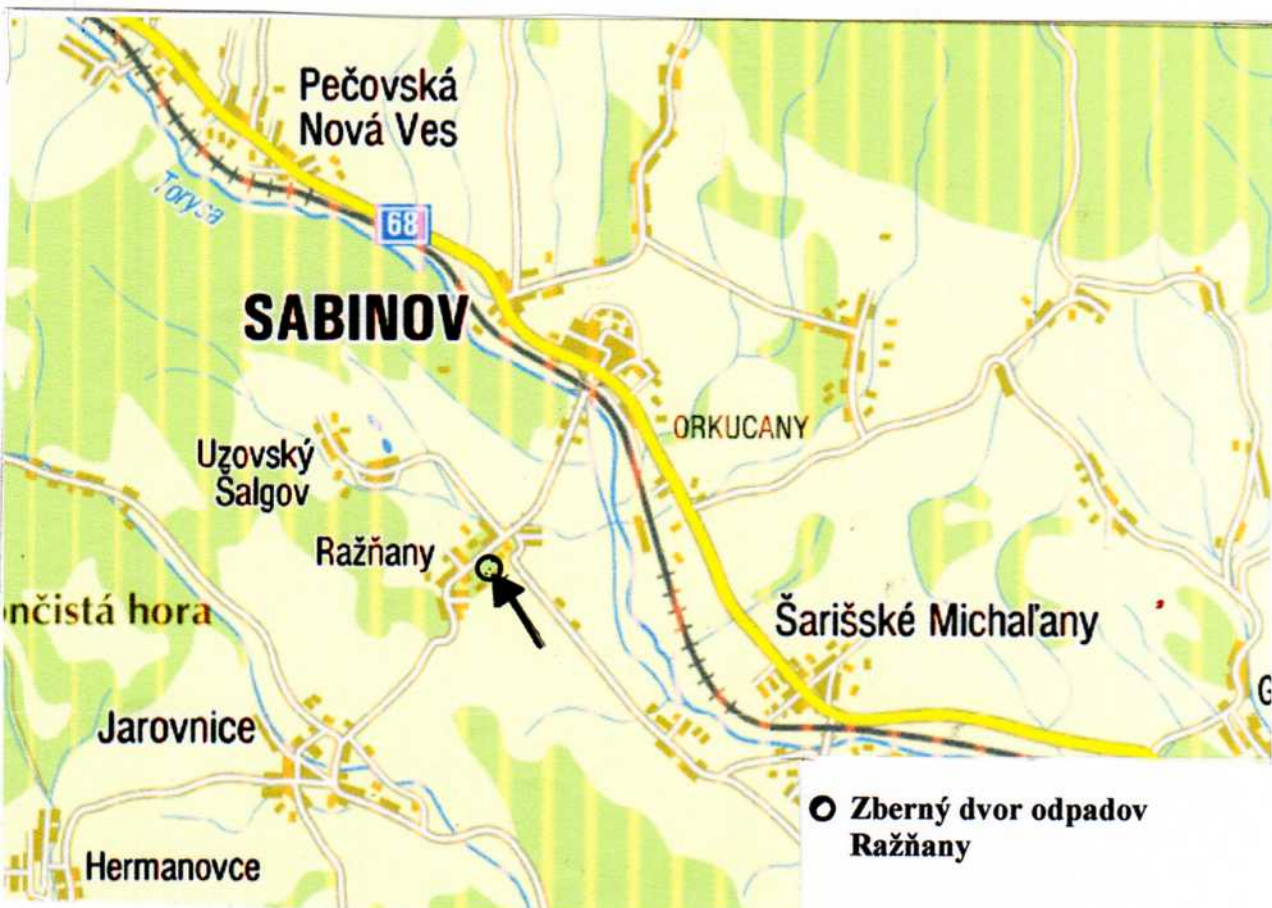 Pečovská
Nová Ves
Torysa
68
SABINOV
ORKUCANY
Uzovský
Šalgov
Ražňany
nčistá hora
Šarišské Michaľany
Jarovnice
G
Hermanovce
Zberný dvor odpadov
Ražňany